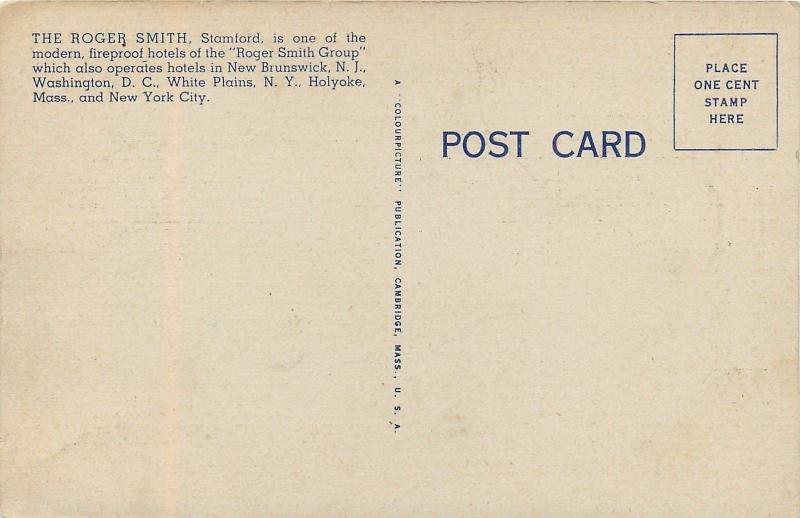 THE ROGER SMITH, Stamford, is one of the
modern, fireproof hotels of the "Roger Smith Group"
which also operates hotels in New Brunswick, N. J.,
Washington, D. C., White Plains, N. Y., Holyoke,
Mass., and New York City.
A "COLOURPICTURE" PUBLICATION, CAMBRIDGE, MASS., U. S. A.
POST CARD
PLACE
ONE CENT
STAMP
HERE